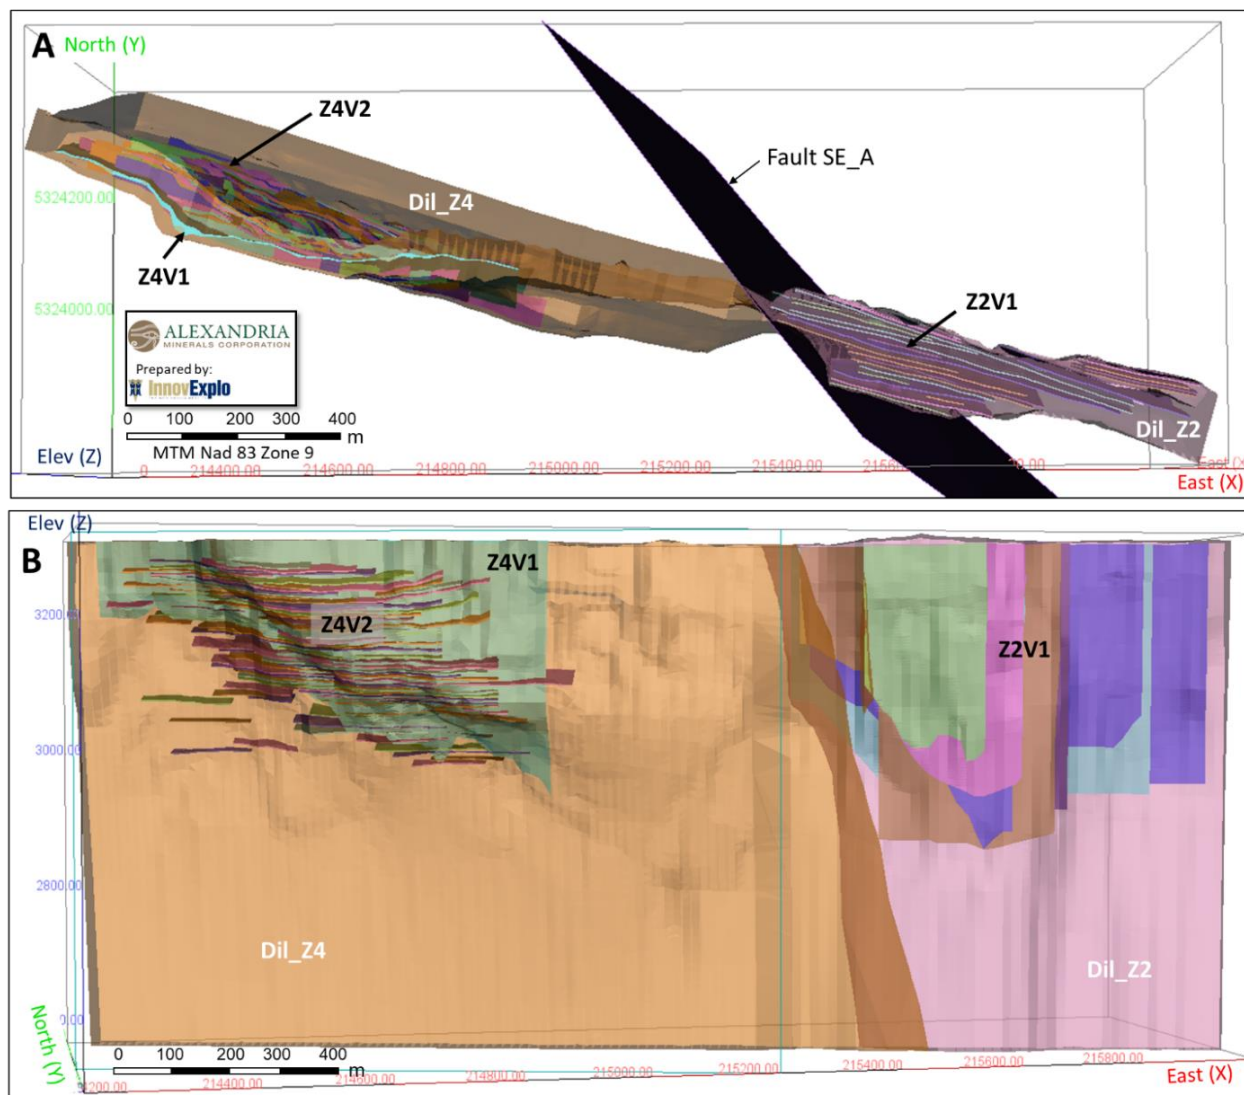 A
North (Y)
Z4V2
Fault SE_A
Dil_Z4
5324200.00
Z4V1
Z2V1
5324000.00
ALEXANDRIA
MINERALS CORPORATION
Prepared by:
InnovExplo
0 100 200 300 400
m
MTM Nad 83 Zone 9
Dil_Z2
Elev (Z)
0 214400.00 214600.00 214800.00 215000.00 215200.00 215400.00
East (X)
Elev (Z)
B
Z4V1
3200.00
Z4V2
Z2V1
3000.00
2800.00
Dil_Z4
Dil_Z2
North (Y)
0 100 200 300 400
m
214400.00 214600.00 214800.00 215000.00 215200.00 215400.00 215600.00 215800.00
East (X)